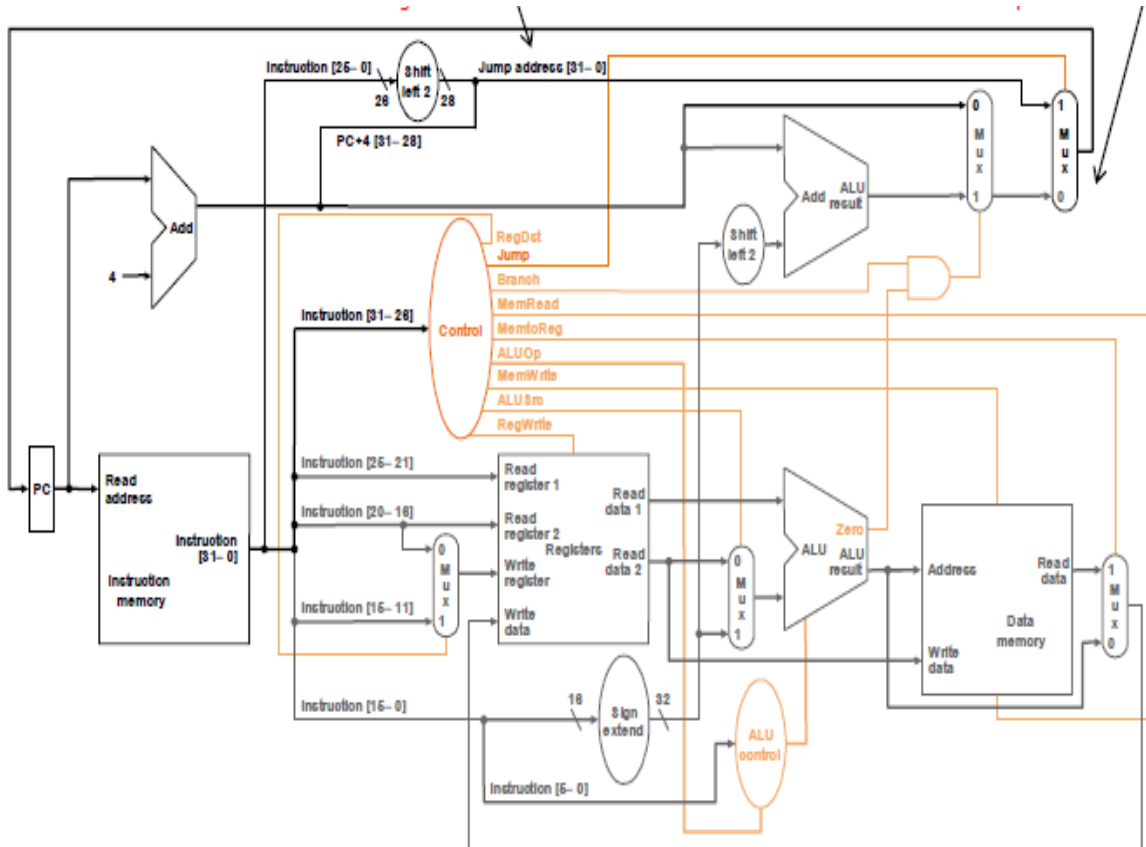 Instruction [25– 0]
Shift
left 2
Jump address [31– 0]
26
28
PC+4 [31– 28]
0
M
u
x
1
1
M
u
x
0
Add
ALU
result
Add
4
Shift
left 2
RegDst
Jump
Branch
MemRead
MemtoReg
ALUOp
MemWrite
ALUSrc
RegWrite
Control
Instruction [31– 26]
PC
Read
address
Instruction
[31– 0]
Instruction
memory
Instruction [25– 21]
Instruction [20– 16]
Instruction [15– 11]
Instruction [15– 0]
0
M
u
x
1
Read
register 1
Read
register 2
Write
register
Write
data
Registers
Read
data 1
Read
data 2
0
M
u
x
1
Zero
ALU
ALU
result
Address
Write
data
Read
data
Data
memory
1
M
u
x
0
16
Sign
extend
32
Instruction [5– 0]
ALU
control